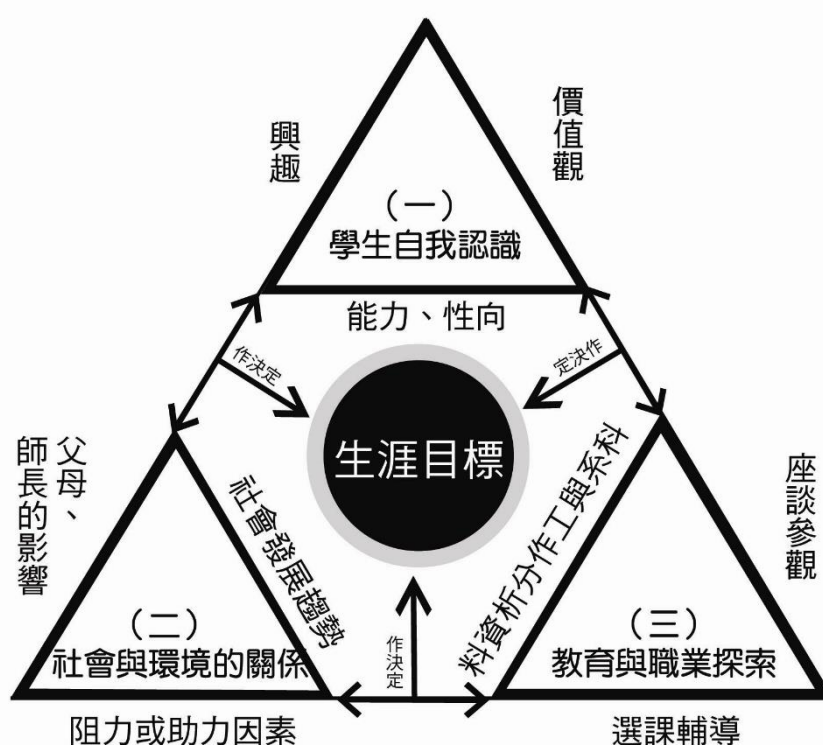 興趣
價值觀
（一）
學生自我認識
能力、性向
作決定
作決定
生涯目標
父母、
師長的影響
社會發展趨勢
（二）
社會與環境的關係
阻力或助力因素
作決定
科系與工作分析資料
座談參觀
（三）
教育與職業探索
選課輔導